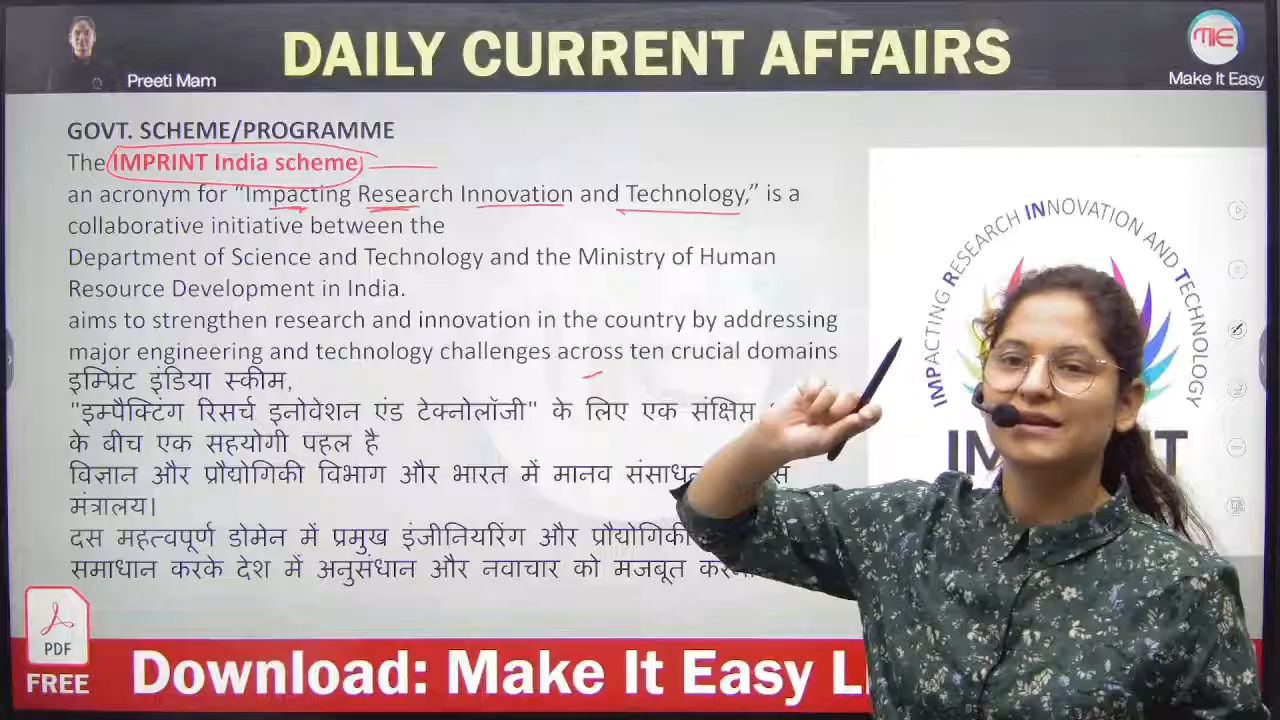 DAILY CURRENT AFFAIRS
Preeti Mam
MIE
Make It Easy
GOVT. SCHEME/PROGRAMME
The IMPRINT India scheme
an acronym for “Impacting Research Innovation and Technology,” is a
collaborative initiative between the
Department of Science and Technology and the Ministry of Human
Resource Development in India.
aims to strengthen research and innovation in the country by addressing
major engineering and technology challenges across ten crucial domains
इम्प्रिंट इंडिया स्कीम,
"इम्पैक्टिंग रिसर्च इनोवेशन एंड टेक्नोलॉजी" के लिए एक संक्षिप्त
के बीच एक सहयोगी पहल है
विज्ञान और प्रौद्योगिकी विभाग और भारत में मानव
मंत्रालय।
दस महत्वपूर्ण डोमेन में प्रमुख इंजीनियरिंग और प्रौद्योगिकी
समाधान करके देश में अनुसंधान और नवाचार को मजबूत
IMPACTING RESEARCH INNOVATION AND TECHNOLOGY
PDF
FREE
Download: Make It Easy